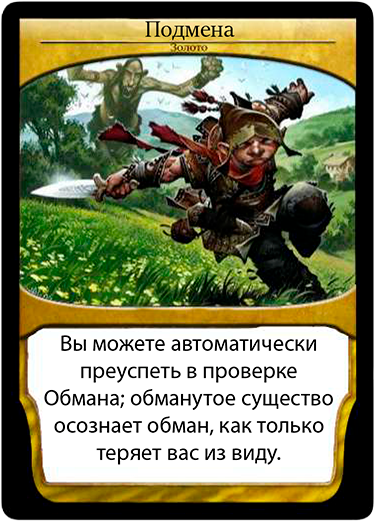 Подмена
Золото
Вы можете автоматически
преуспеть в проверке
Обмана; обманутое существо
осознает обман, как только
теряет вас из виду.